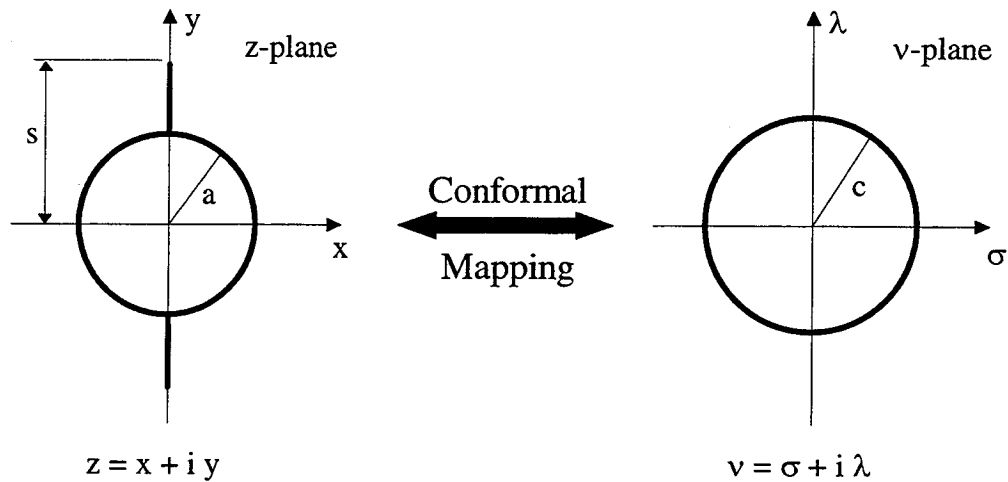 y
z-plane
s
a
x
z = x + i y
Conformal
Mapping
λ
ν-plane
c
σ
ν = σ + i λ